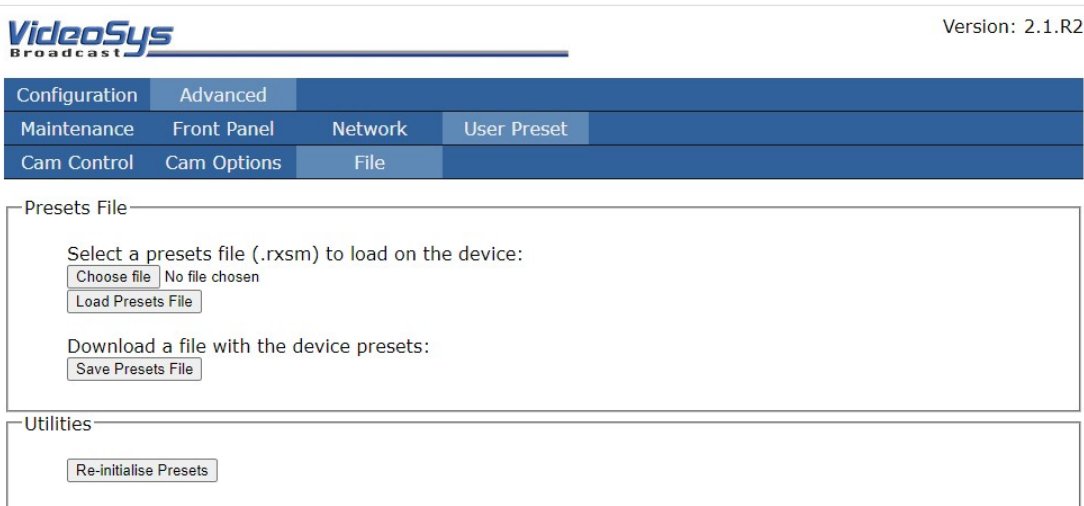 VideoSys
Broadcast
Version: 2.1.R2
Configuration Advanced
Maintenance Front Panel Network User Preset
Cam Control Cam Options File
Presets File
Select a presets file (.rxsm) to load on the device:
Choose file No file chosen
Load Presets File
Download a file with the device presets:
Save Presets File
Utilities
Re-initialise Presets